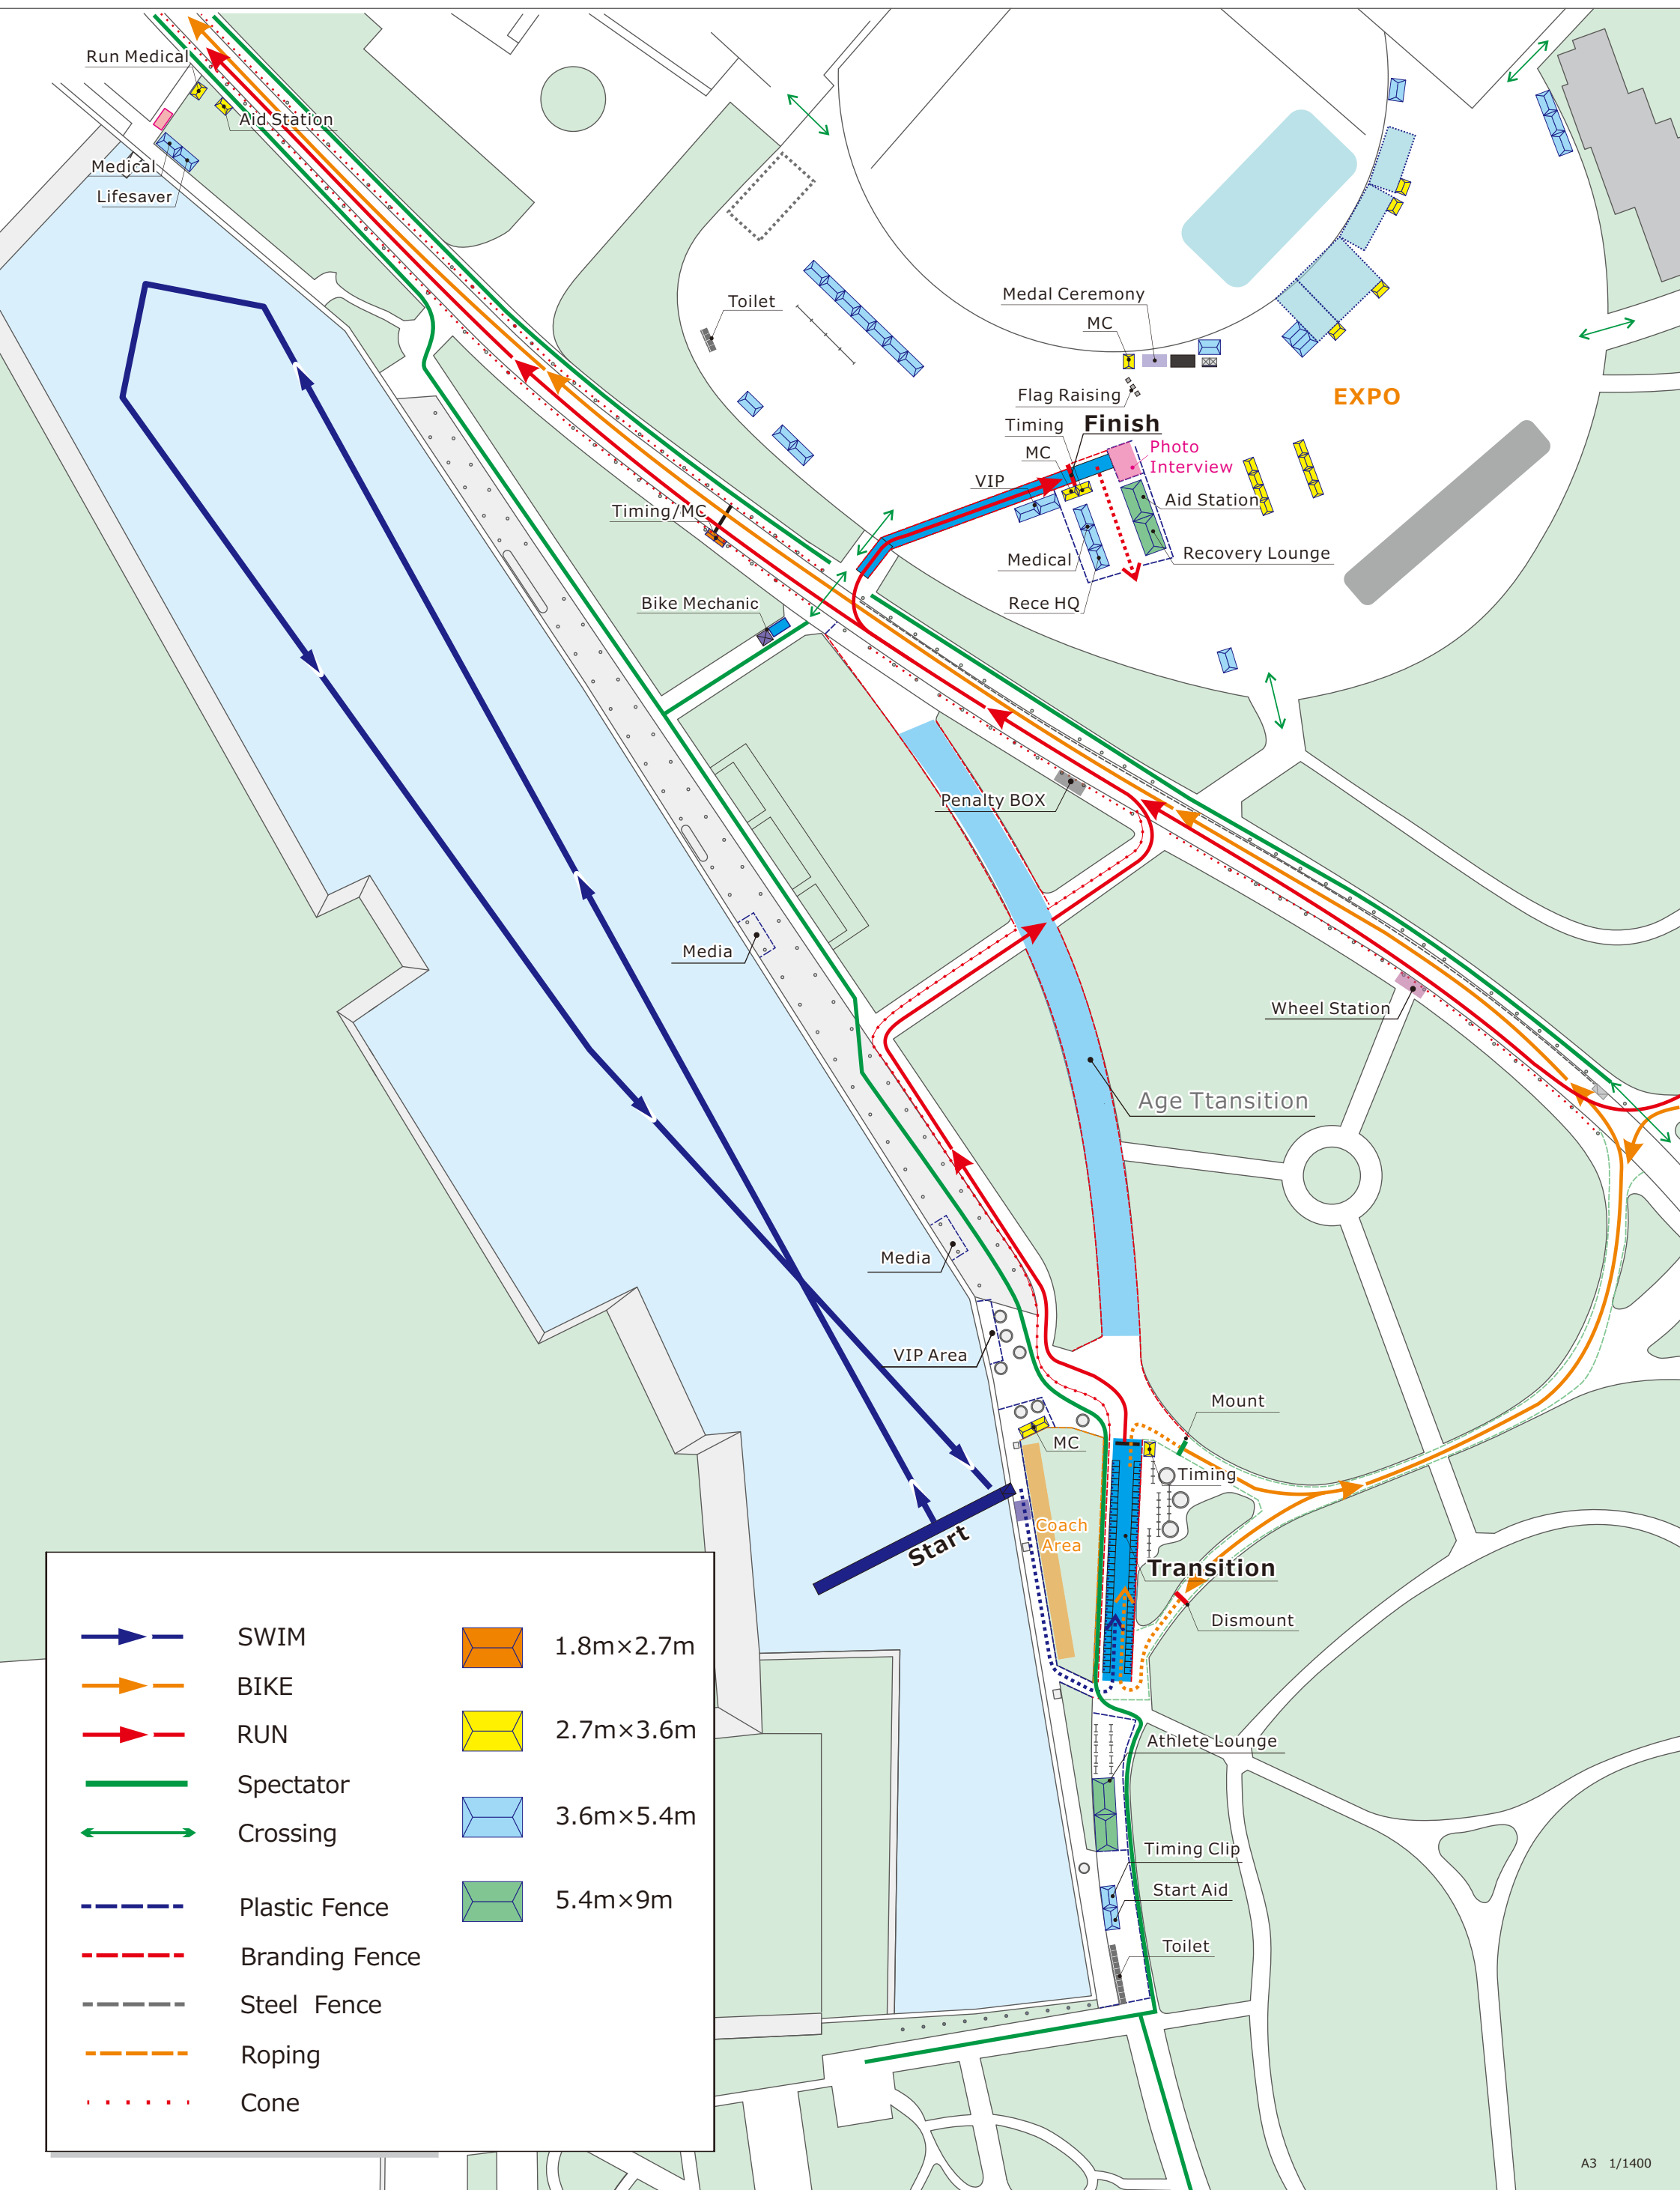 Run Medical
Aid Station
Medical
Lifesaver
Toilet
Medal Ceremony
MC
Flag Raising
EXPO
Timing
Finish
MC
Photo
Interview
VIP
Aid Station
Timing/MC
Medical
Recovery Lounge
Bike Mechanic
Rece HQ
Penalty BOX
Media
Wheel Station
Age Ttansition
Media
VIP Area
Mount
MC
Timing
Coach
Area
Start
Transition
Dismount
SWIM
1.8m×2.7m
BIKE
RUN
2.7m×3.6m
Athlete Lounge
Spectator
3.6m×5.4m
Crossing
Timing Clip
Start Aid
5.4m×9m
Plastic Fence
Toilet
Branding Fence
Steel Fence
Roping
Cone
A3 1/1400